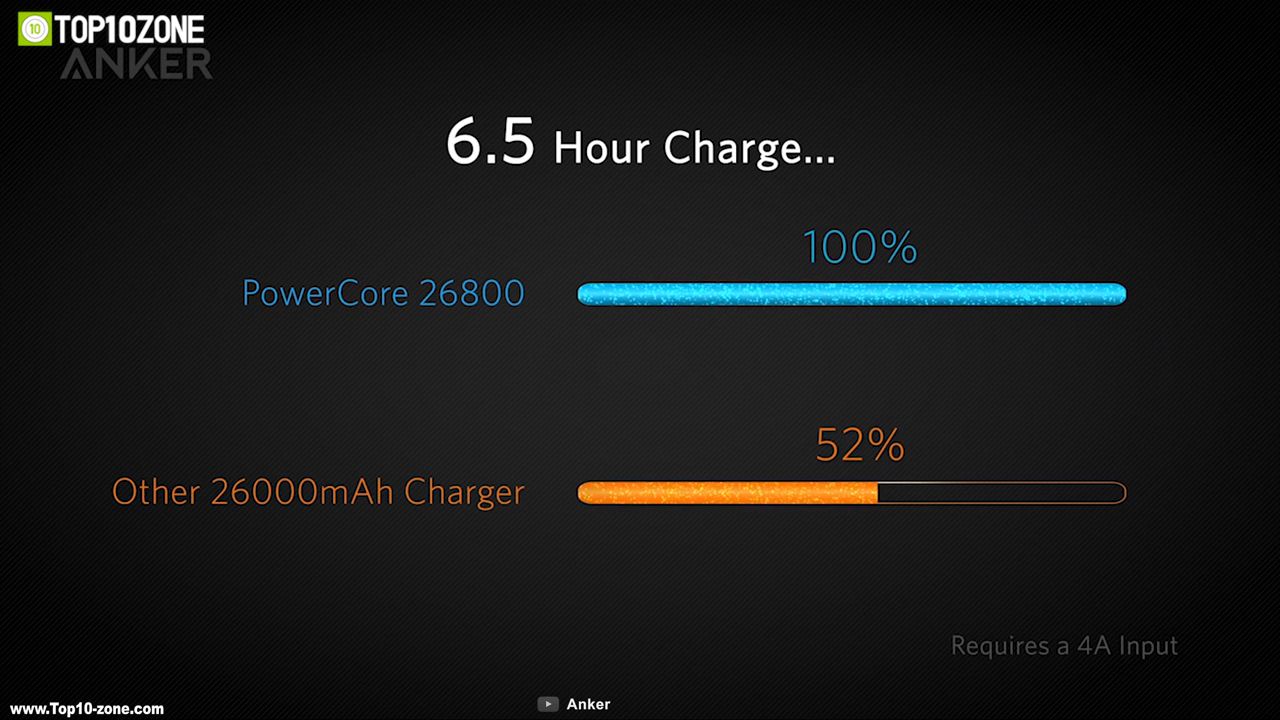 10 TOP10ZONE
ANKER
6.5 Hour Charge...
100%
PowerCore 26800
52%
Other 26000mAh Charger
Requires a 4A Input
www.Top10-zone.com
Anker